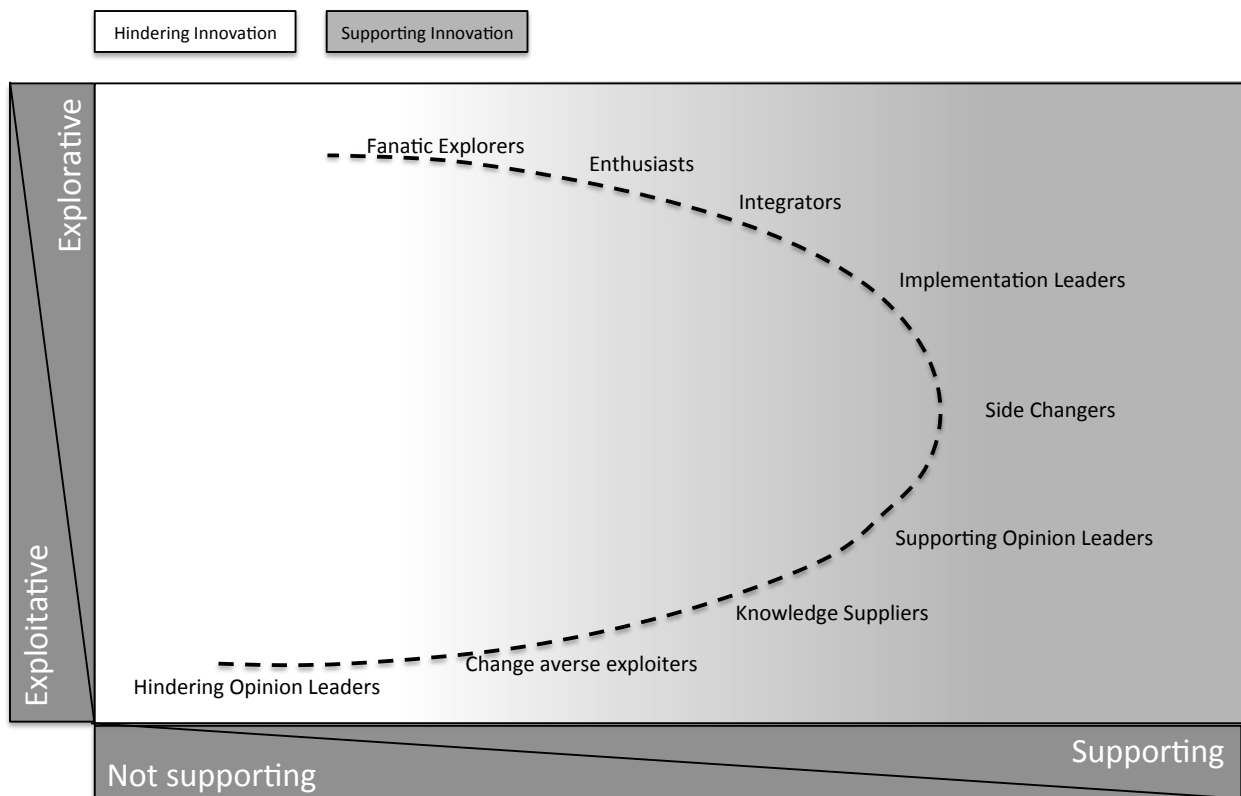 Hindering Innovation
Supporting Innovation
Explorative
Exploitative
Fanatic Explorers
Enthusiasts
Integrators
Implementation Leaders
Side Changers
Supporting Opinion Leaders
Knowledge Suppliers
Change averse exploiters
Hindering Opinion Leaders
Not supporting
Supporting